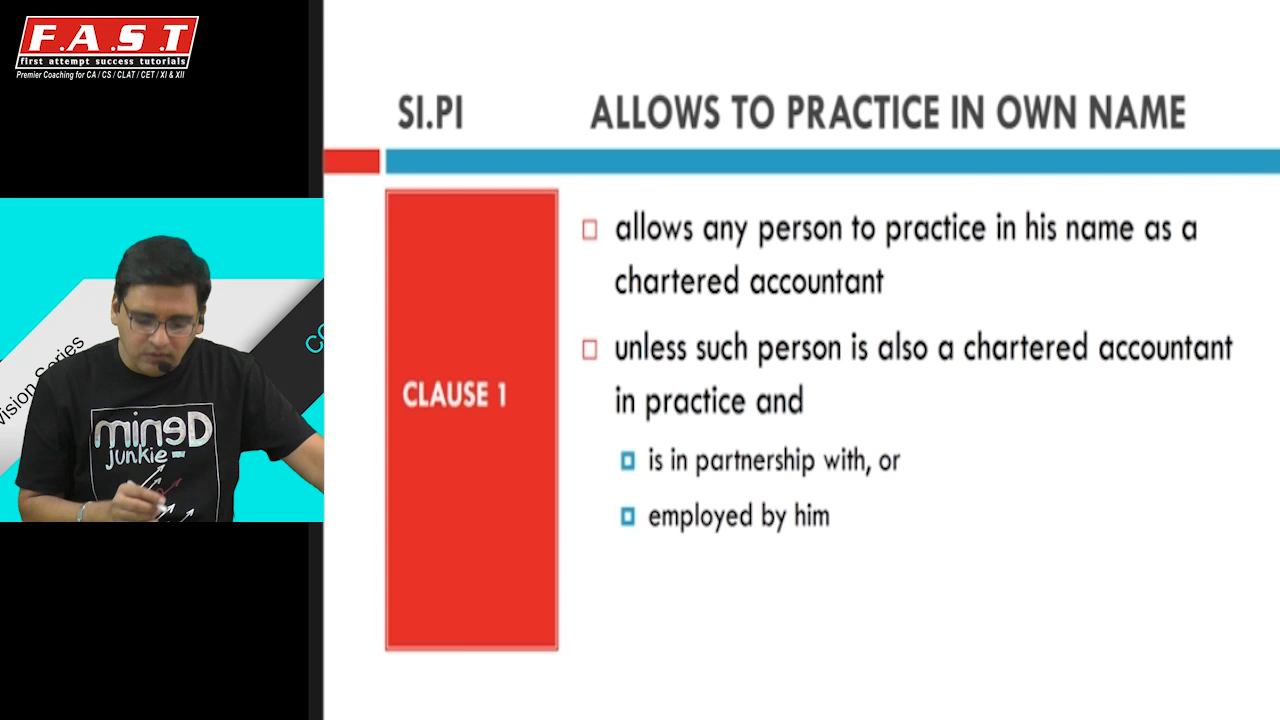 F.A.S.T
first attempt success tutorials
Premier Coaching for CA / CS / CLAT / CET / XI & XII
SI.PI
ALLOWS TO PRACTICE IN OWN NAME
CLAUSE 1
allows any person to practice in his name as a
chartered accountant
unless such person is also a chartered accountant
in practice and
is in partnership with, or
employed by him
Series
minED
junkie